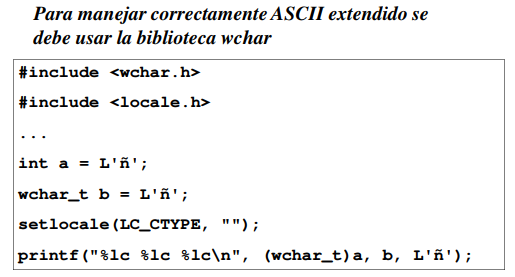 Para manejar correctamente ASCII extendido se
debe usar la biblioteca wchar
#include <wchar.h>
#include <locale.h>
...
int a = L'ñ';
wchar_t b = L'ñ';
setlocale(LC_CTYPE, "");
printf("%lc %lc %lc\n", (wchar_t)a, b, L'ñ');